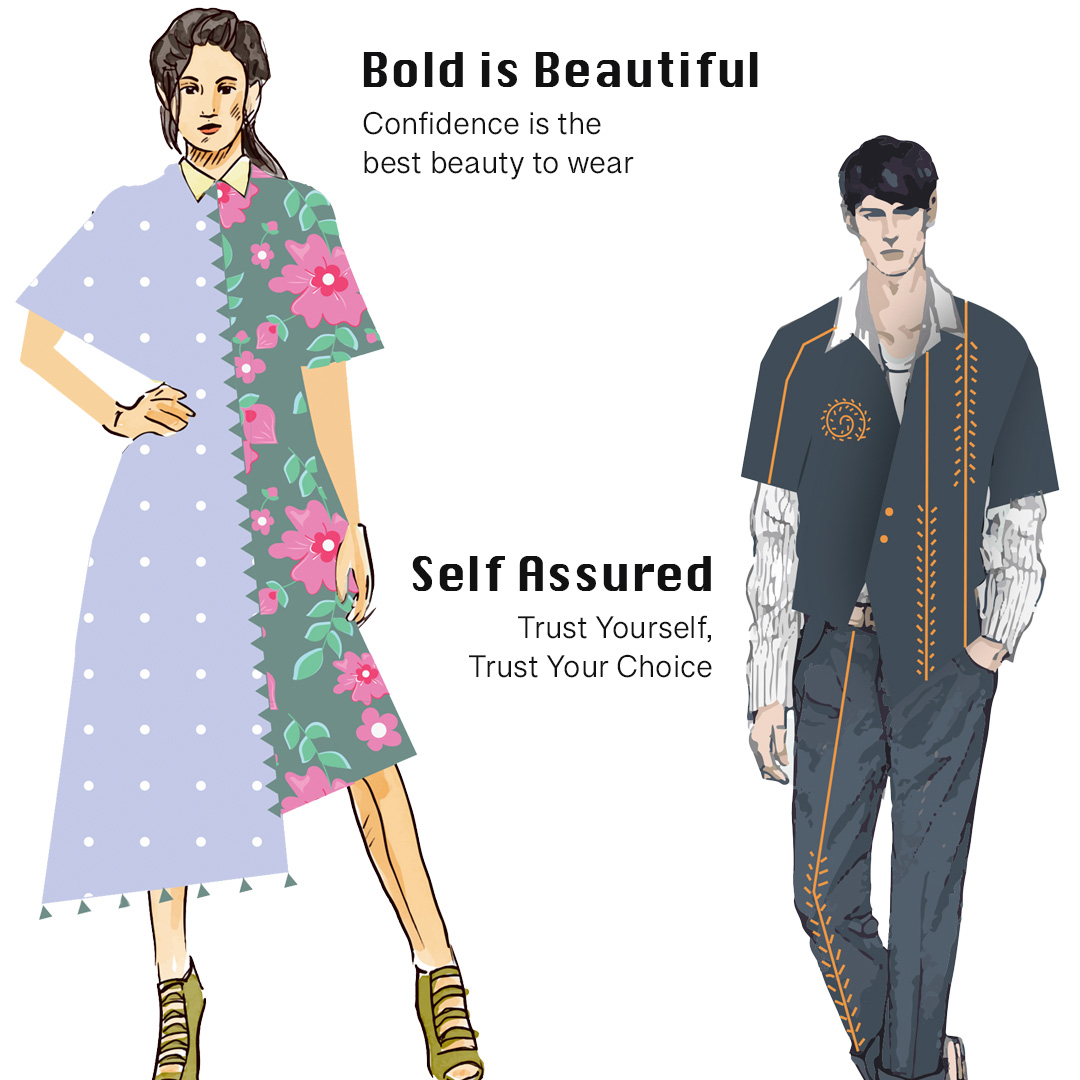 Bold is Beautiful
Confidence is the
best beauty to wear
Self Assured
Trust Yourself,
Trust Your Choice